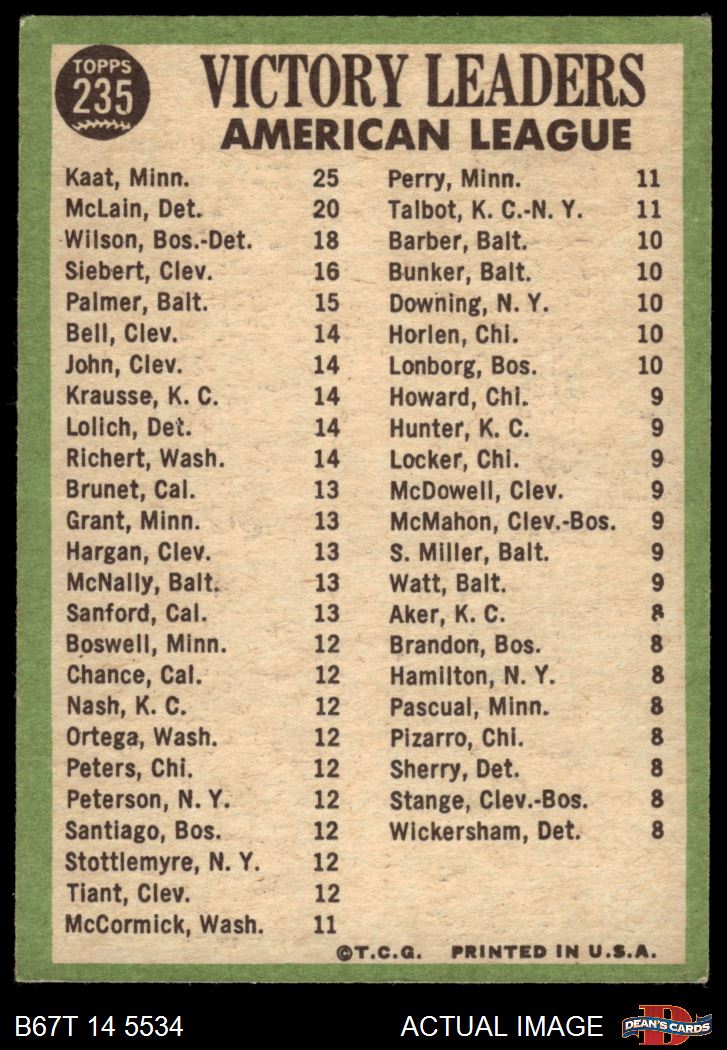 TOPPS
235
VICTORY LEADERS
AMERICAN LEAGUE
Kaat, Minn. 25
McLain, Det. 20
Wilson, Bos.-Det. 18
Siebert, Clev. 16
Palmer, Balt. 15
Bell, Clev. 14
John, Clev. 14
Krausse, K. C. 14
Lolich, Det. 14
Richert, Wash. 14
Brunet, Cal. 13
Grant, Minn. 13
Hargan, Clev. 13
McNally, Balt. 13
Sanford, Cal. 13
Boswell, Minn. 12
Chance, Cal. 12
Nash, K. C. 12
Ortega, Wash. 12
Peters, Chi. 12
Peterson, N. Y. 12
Santiago, Bos. 12
Stottlemyre, N. Y. 12
Tiant, Clev. 12
McCormick, Wash. 11
Perry, Minn. 11
Talbot, K. C.-N. Y. 11
Barber, Balt. 10
Bunker, Balt. 10
Downing, N. Y. 10
Horlen, Chi. 10
Lonborg, Bos. 10
Howard, Chi. 9
Hunter, K. C. 9
Locker, Chi. 9
McDowell, Clev. 9
McMahon, Clev.-Bos. 9
S. Miller, Balt. 9
Watt, Balt. 9
Aker, K. C. 8
Brandon, Bos. 8
Hamilton, N. Y. 8
Pascual, Minn. 8
Pizarro, Chi. 8
Sherry, Det. 8
Stange, Clev.-Bos. 8
Wickersham, Det. 8
©T.C.G. PRINTED IN U.S.A.
B67T 14 5534
ACTUAL IMAGE
D
DEAN'S CARDS